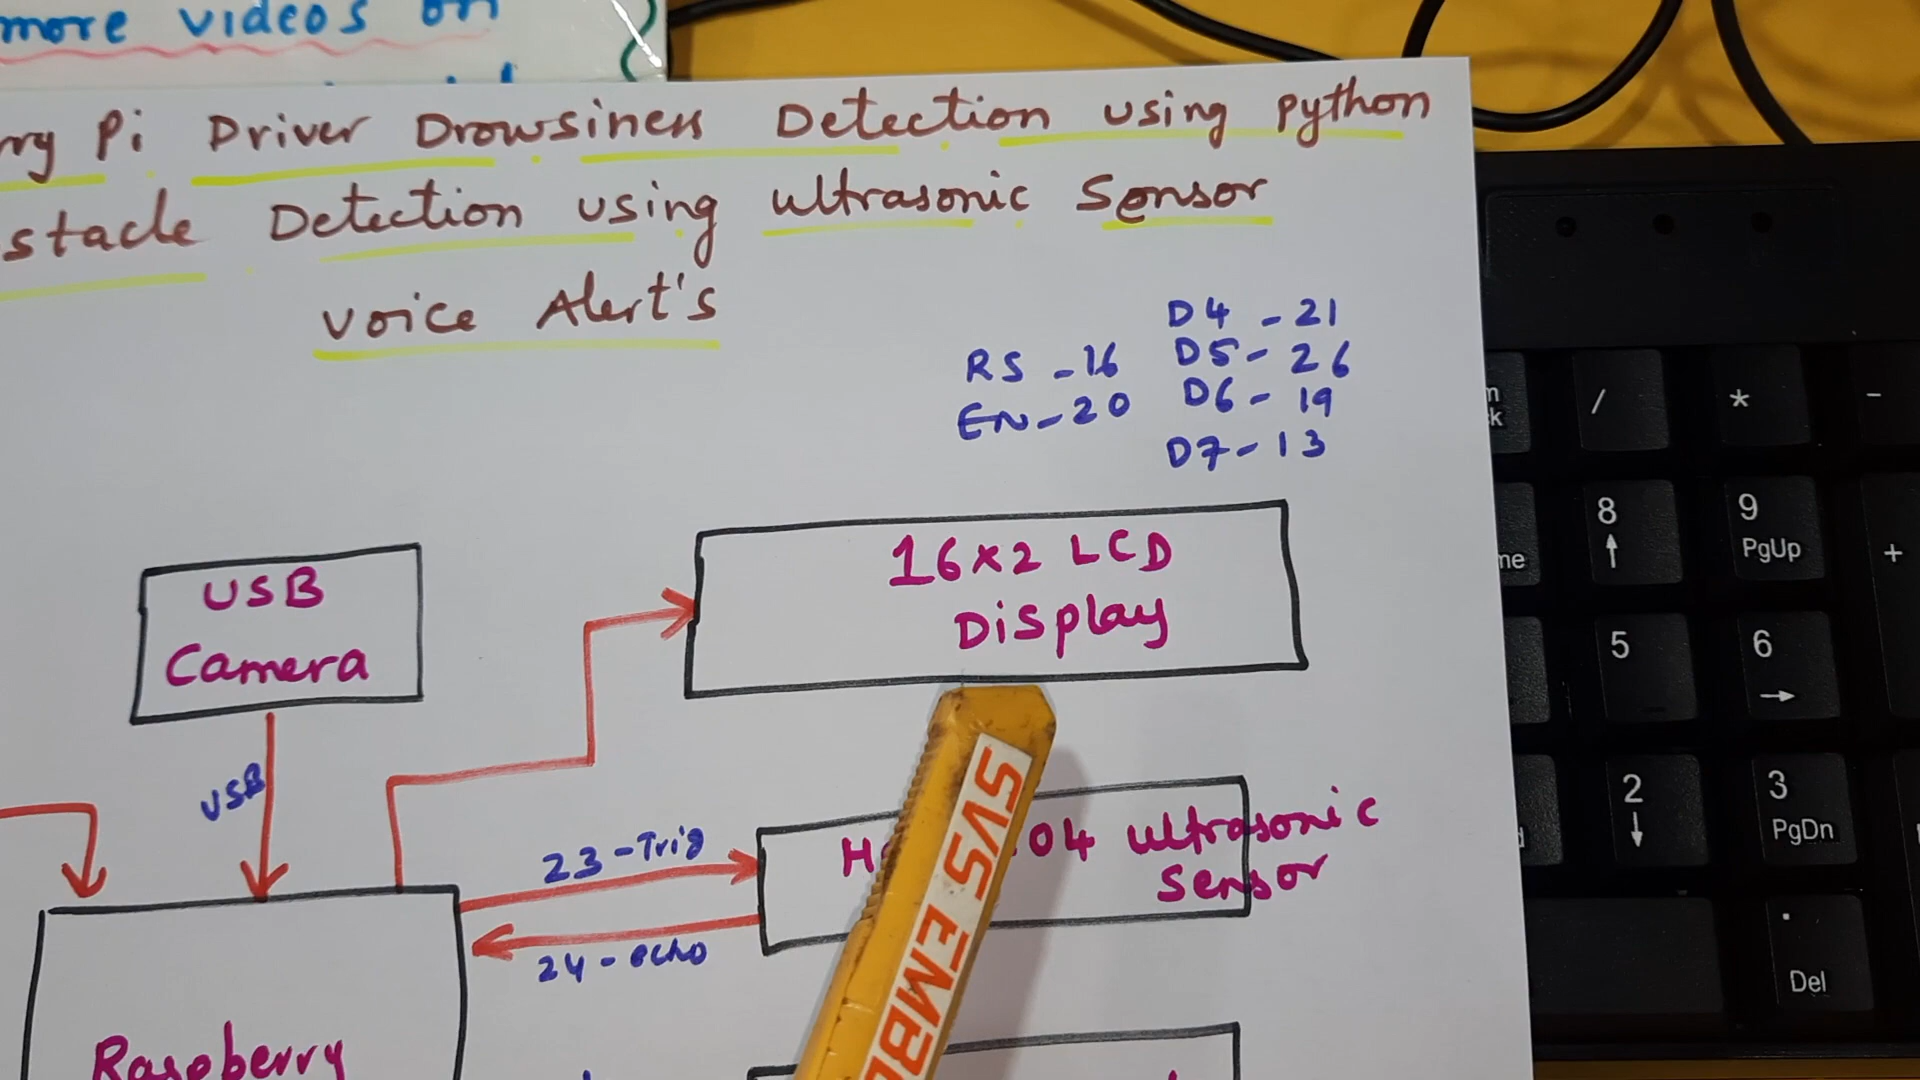 more videos on
Pi Driver Drowsiness Detection using python
stacle Detection using ultrasonic Sensor
voice Alert's
RS - 16
EN - 20
D4 - 21
D5 - 26
D6 - 19
D7 - 13
16x2 LCD
Display
USB
Camera
USB
23 - Trig
24 - echo
04 ultrasonic
Sensor
Raspberry
SVS EMB
/
*
-
8
9
PgUp
+
5
6
2
3
PgDn
.
Del